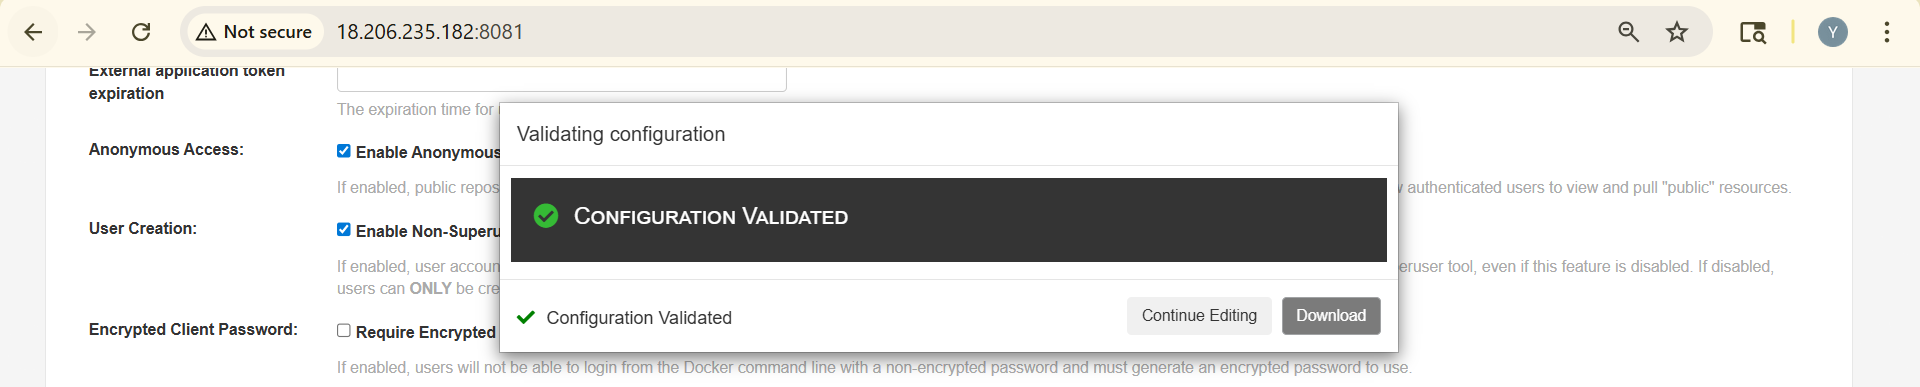 Not secure 18.206.235.182:8081 Y
External application token
expiration
The expiration time for
Validating configuration
Anonymous Access:
Enable Anonymous
If enabled, public repos
authenticated users to view and pull "public" resources.
CONFIGURATION VALIDATED
User Creation:
Enable Non-Superu
If enabled, user accoun
eruser tool, even if this feature is disabled. If disabled,
users can ONLY be cre
Configuration Validated
Continue Editing
Download
Encrypted Client Password:
Require Encrypted
If enabled, users will not be able to login from the Docker command line with a non-encrypted password and must generate an encrypted password to use.